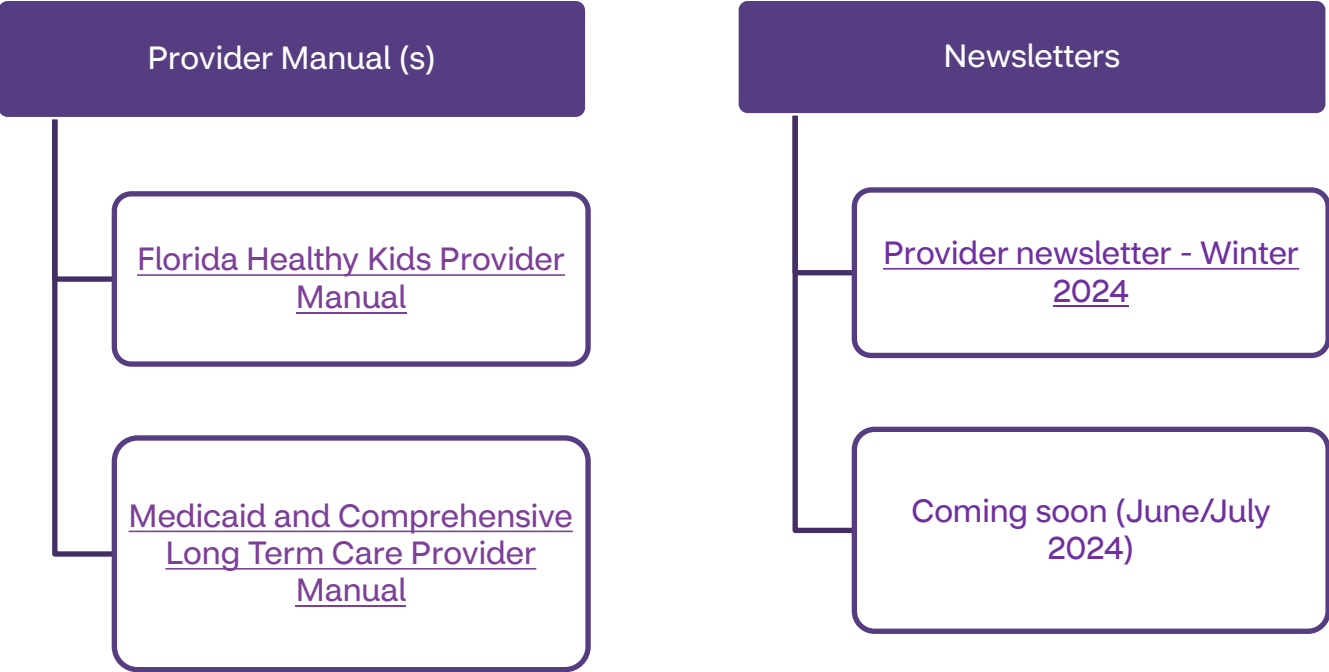 Provider Manual (s)
Florida Healthy Kids Provider
Manual
Medicaid and Comprehensive
Long Term Care Provider
Manual
Newsletters
Provider newsletter - Winter
2024
Coming soon (June/July
2024)